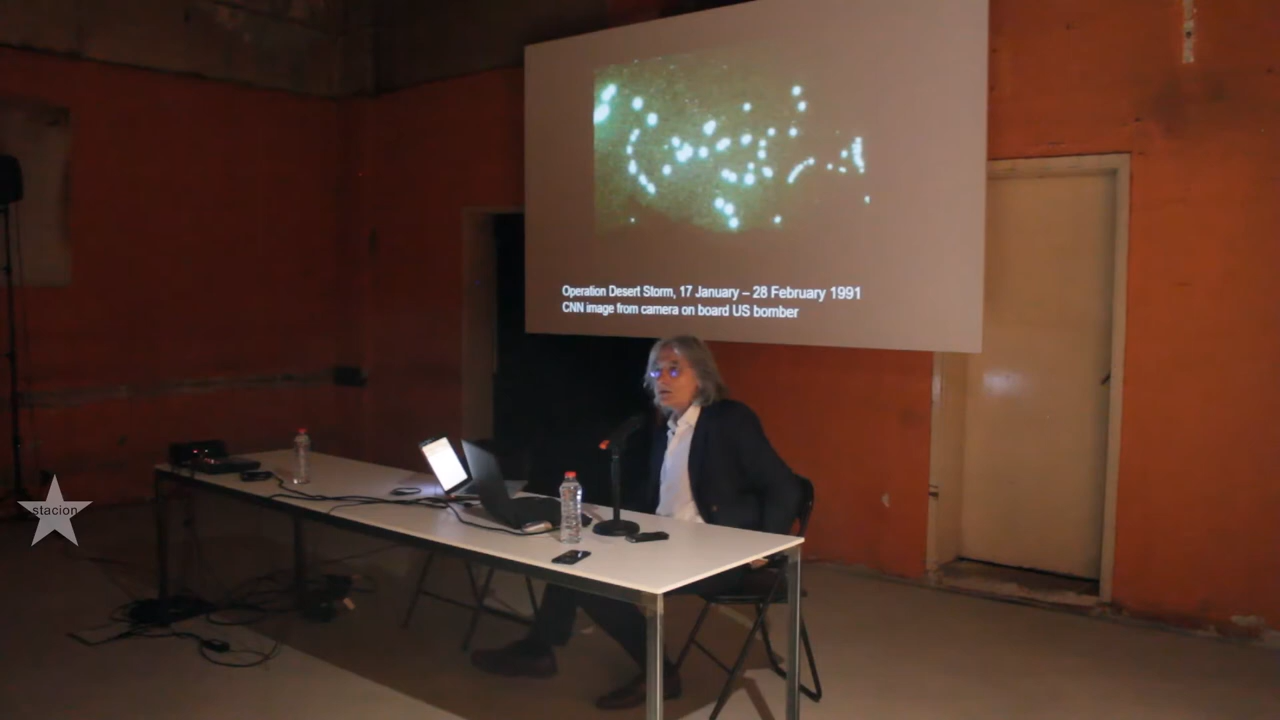 Operation Desert Storm, 17 January – 28 February 1991
CNN image from camera on board US bomber
stacion